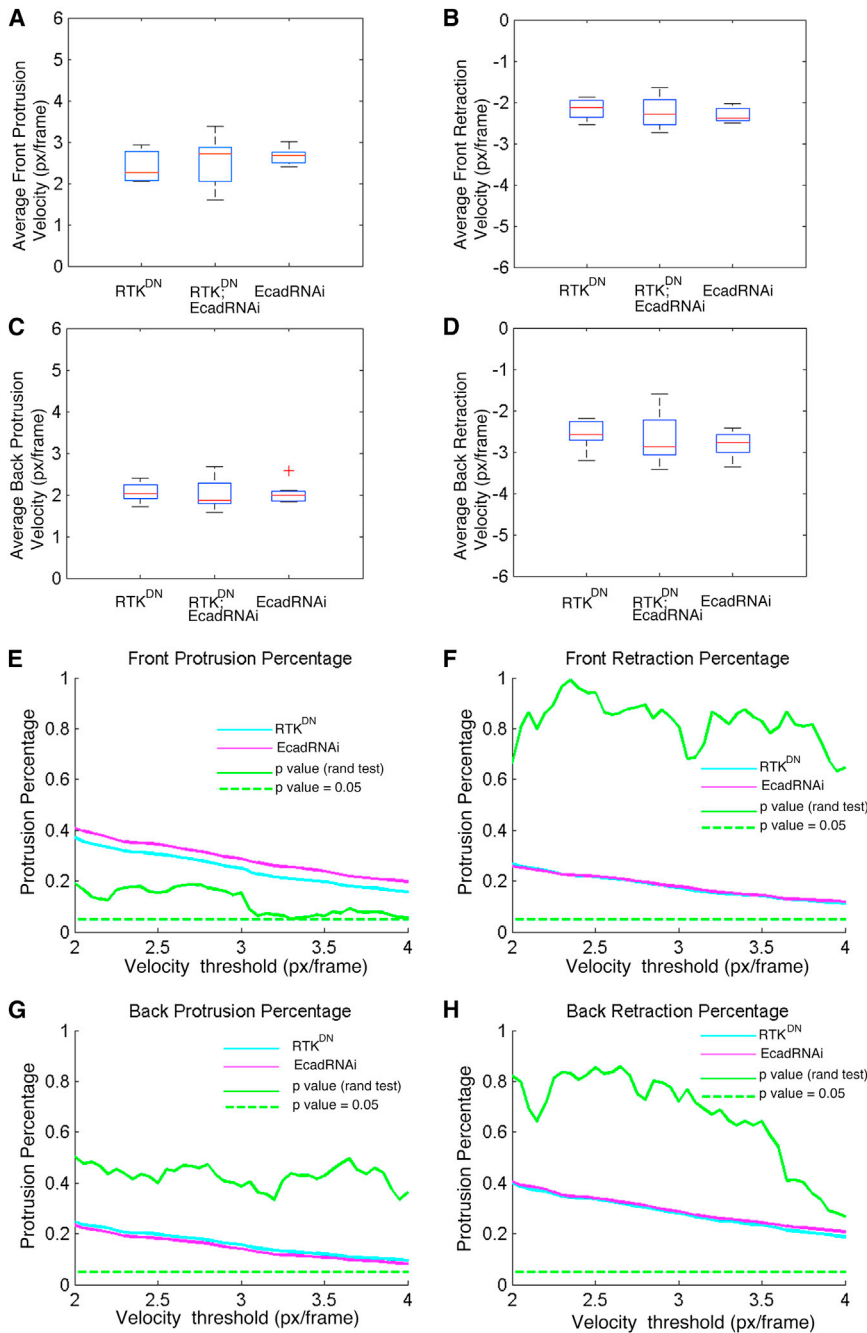 A
Average Front Protrusion
Velocity (px/frame)
6
5
4
3
2
1
0
RTK^DN
RTK^DN;
EcadRNAi
EcadRNAi
B
Average Front Retraction
Velocity (px/frame)
-0
-1
-2
-3
-4
-5
-6
RTK^DN
RTK^DN;
EcadRNAi
EcadRNAi
C
Average Back Protrusion
Velocity (px/frame)
6
5
4
3
2
1
0
RTK^DN
RTK^DN;
EcadRNAi
EcadRNAi
D
Average Back Retraction
Velocity (px/frame)
-0
-1
-2
-3
-4
-5
-6
RTK^DN
RTK^DN;
EcadRNAi
EcadRNAi
E
Front Protrusion Percentage
Protrusion Percentage
1
0.8
0.6
0.4
0.2
0
RTK^DN
EcadRNAi
p value (rand test)
p value = 0.05
2 2.5 3 3.5 4
Velocity threshold (px/frame)
F
Front Retraction Percentage
Protrusion Percentage
1
0.8
0.6
0.4
0.2
0
RTK^DN
EcadRNAi
p value (rand test)
p value = 0.05
2 2.5 3 3.5 4
Velocity threshold (px/frame)
G
Back Protrusion Percentage
Protrusion Percentage
1
0.8
0.6
0.4
0.2
0
RTK^DN
EcadRNAi
p value (rand test)
p value = 0.05
2 2.5 3 3.5 4
Velocity threshold (px/frame)
H
Back Retraction Percentage
Protrusion Percentage
1
0.8
0.6
0.4
0.2
0
RTK^DN
EcadRNAi
p value (rand test)
p value = 0.05
2 2.5 3 3.5 4
Velocity threshold (px/frame)